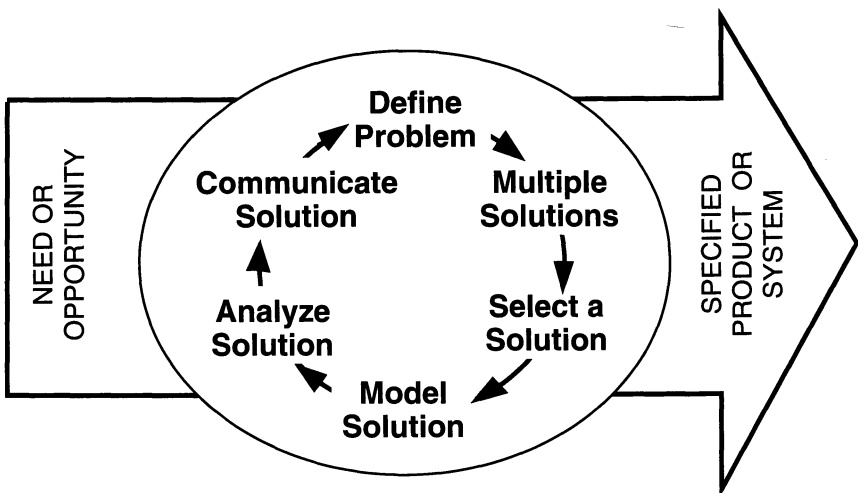 NEED OR
OPPORTUNITY
Define
Problem
Multiple
Solutions
Select a
Solution
Model
Solution
Analyze
Solution
Communicate
Solution
SPECIFIED
PRODUCT OR
SYSTEM